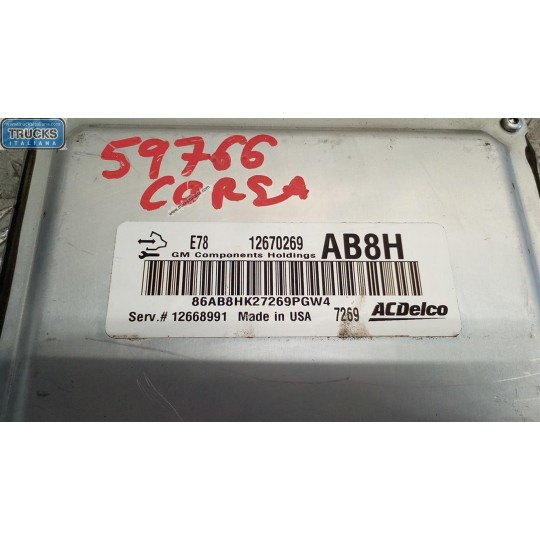 TRUCKS
ITALIANA
59766
CORSA
E78 12670269 AB8H
GM Components Holdings
86AB8HK27269PGW4
Serv.# 12668991 Made in USA 7269 ACDelco